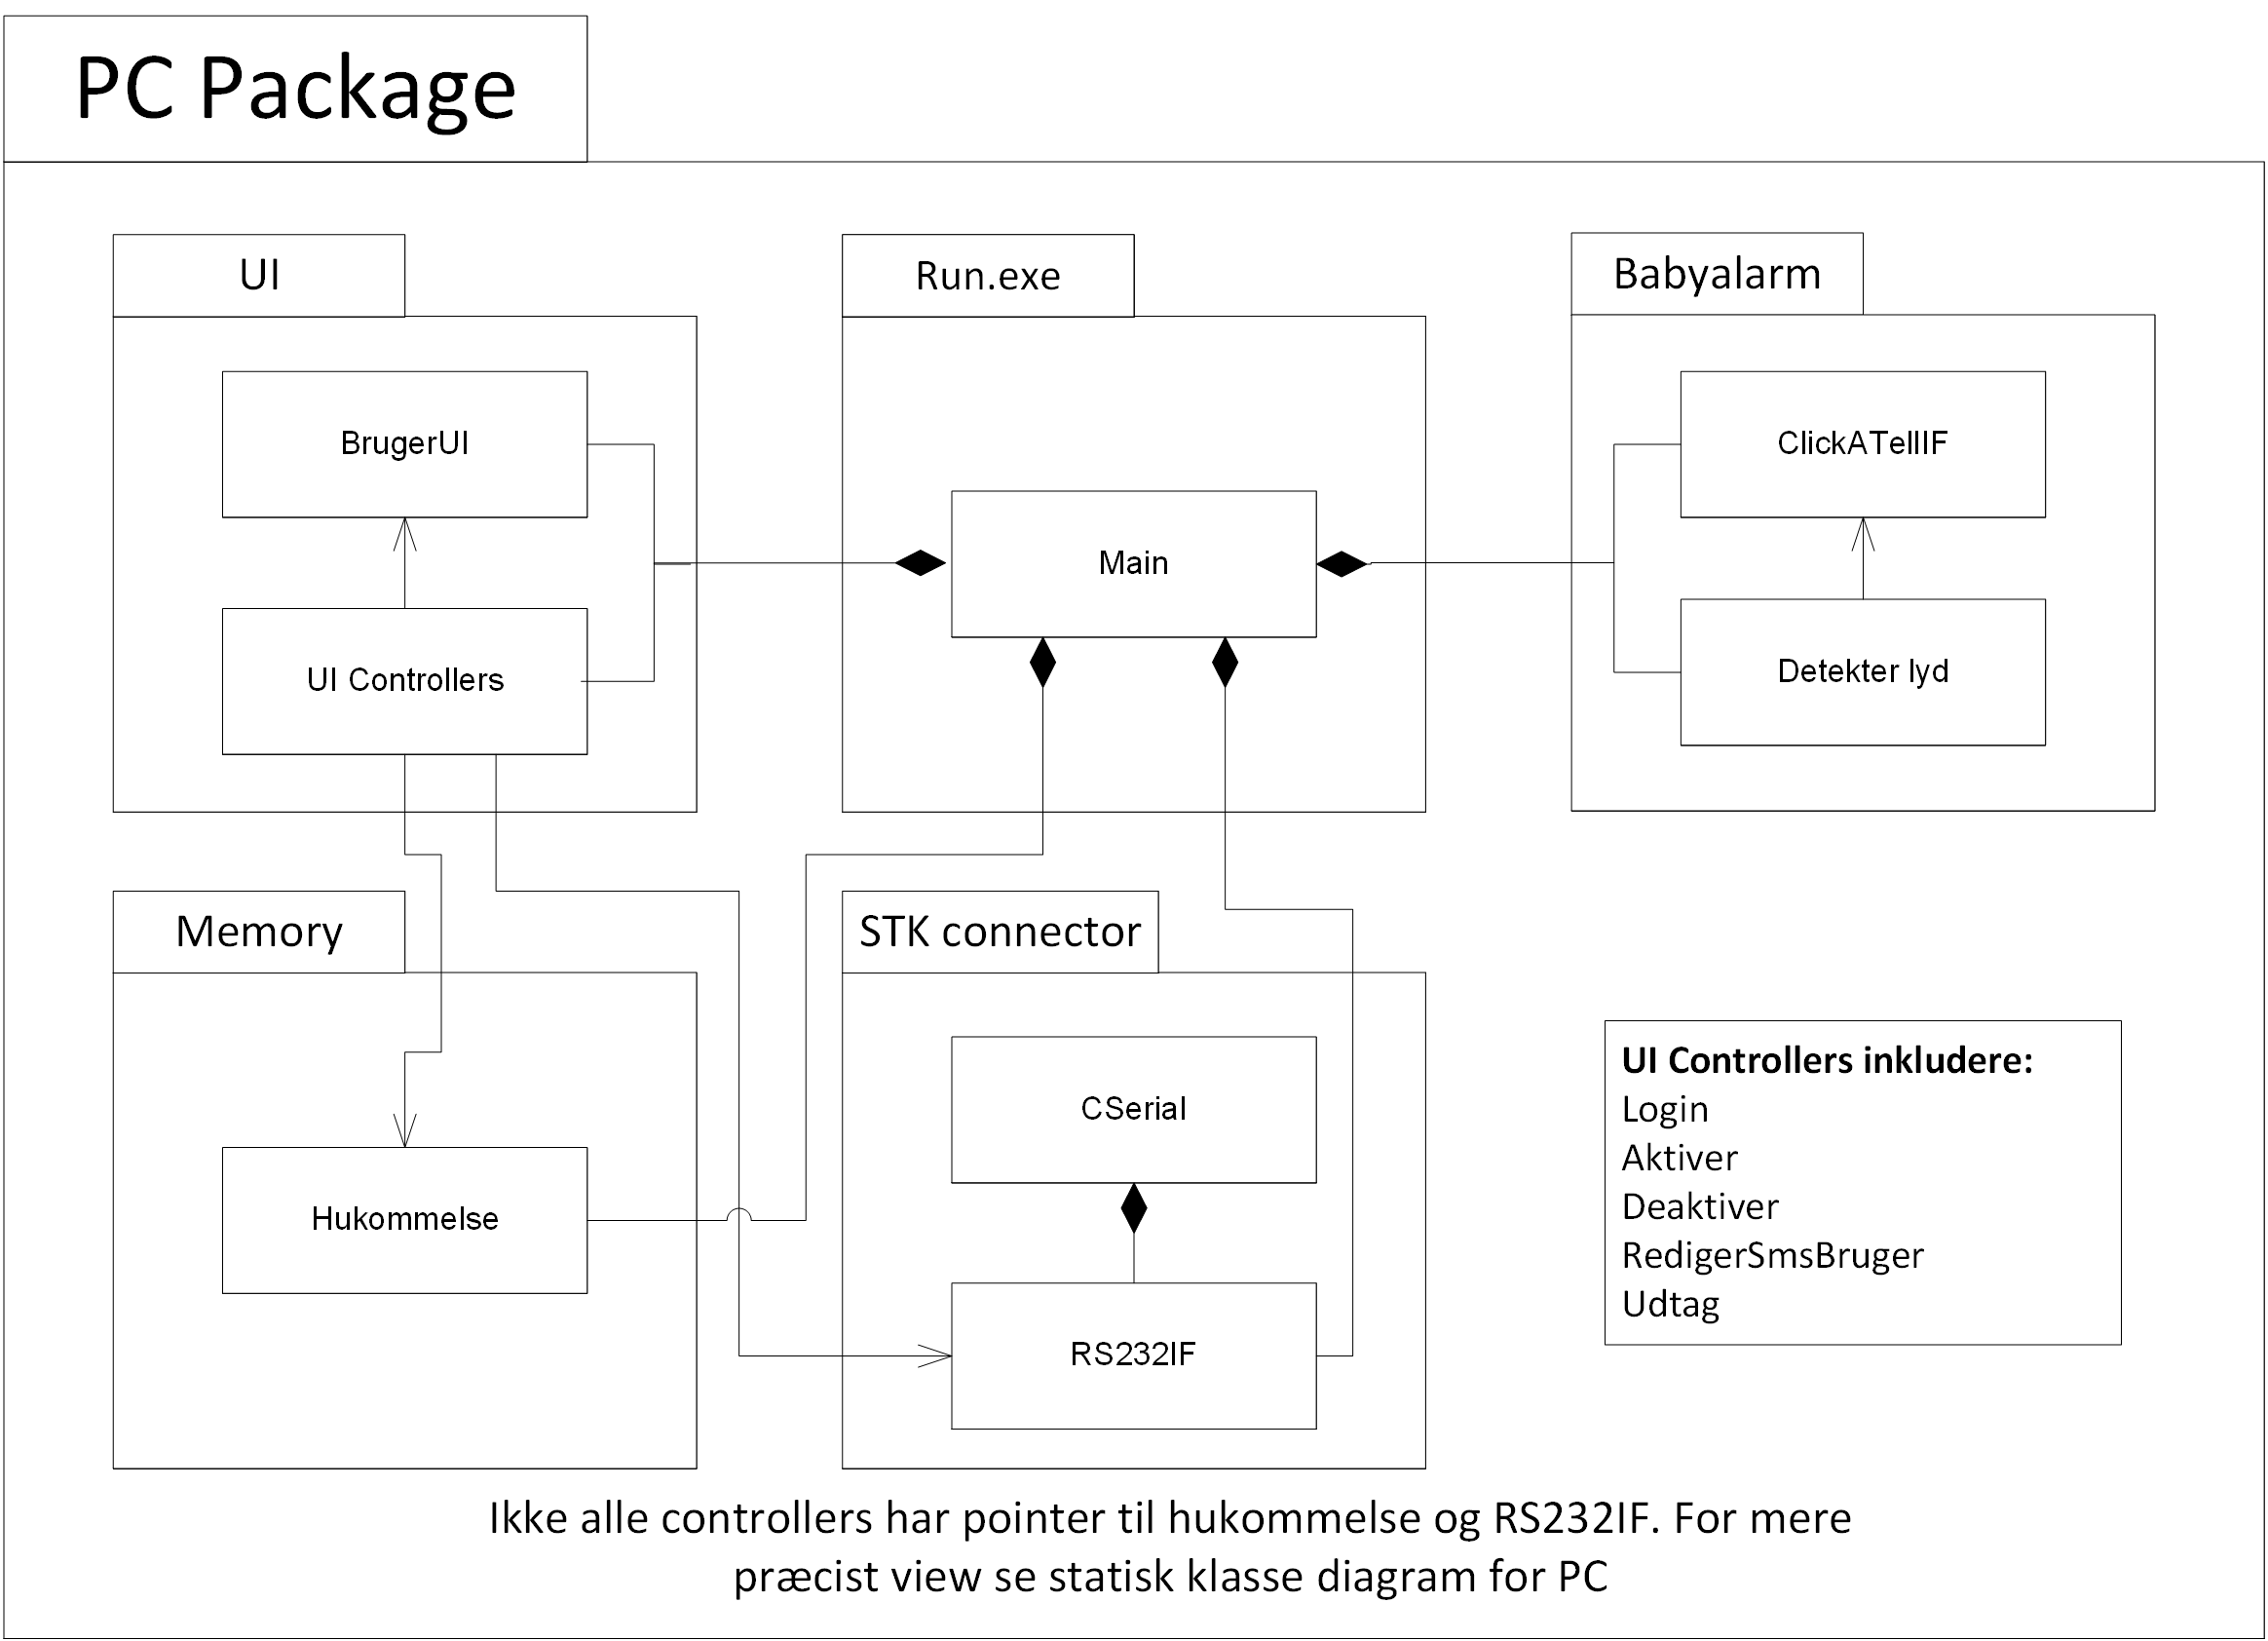 PC Package
UI
Run.exe
Babyalarm
BrugerUI
UI Controllers
Main
ClickATellIF
Detekter lyd
Memory
STK connector
Hukommelse
CSerial
RS232IF
UI Controllers inkludere:
Login
Aktiver
Deaktiver
RedigerSmsBruger
Udtag
Ikke alle controllers har pointer til hukommelse og RS232IF. For mere
præcist view se statisk klasse diagram for PC